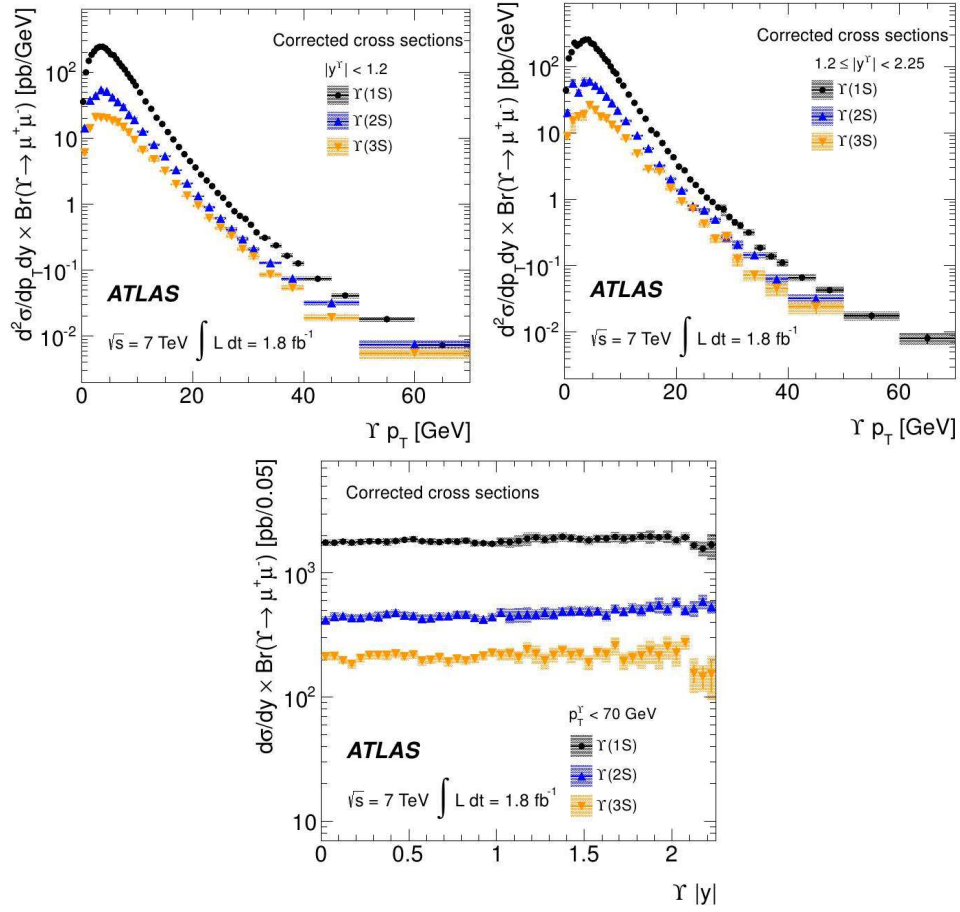 d²σ/dp_T dy × Br(ϒ→ μ⁺μ⁻) [pb/GeV]
10²
10
1
10⁻¹
10⁻²
Corrected cross sections
|y^ϒ| < 1.2
ϒ(1S)
ϒ(2S)
ϒ(3S)
ATLAS
√s = 7 TeV ∫ L dt = 1.8 fb⁻¹
0 20 40 60
ϒ p_T [GeV]
d²σ/dp_T dy × Br(ϒ→ μ⁺μ⁻) [pb/GeV]
10²
10
1
10⁻¹
10⁻²
Corrected cross sections
1.2 ≤ |y^ϒ| < 2.25
ϒ(1S)
ϒ(2S)
ϒ(3S)
ATLAS
√s = 7 TeV ∫ L dt = 1.8 fb⁻¹
0 20 40 60
ϒ p_T [GeV]
dσ/dy × Br(ϒ→ μ⁺μ⁻) [pb/0.05]
10³
10²
10
Corrected cross sections
p_T^ϒ < 70 GeV
ϒ(1S)
ϒ(2S)
ϒ(3S)
ATLAS
√s = 7 TeV ∫ L dt = 1.8 fb⁻¹
0 0.5 1 1.5 2
ϒ |y|